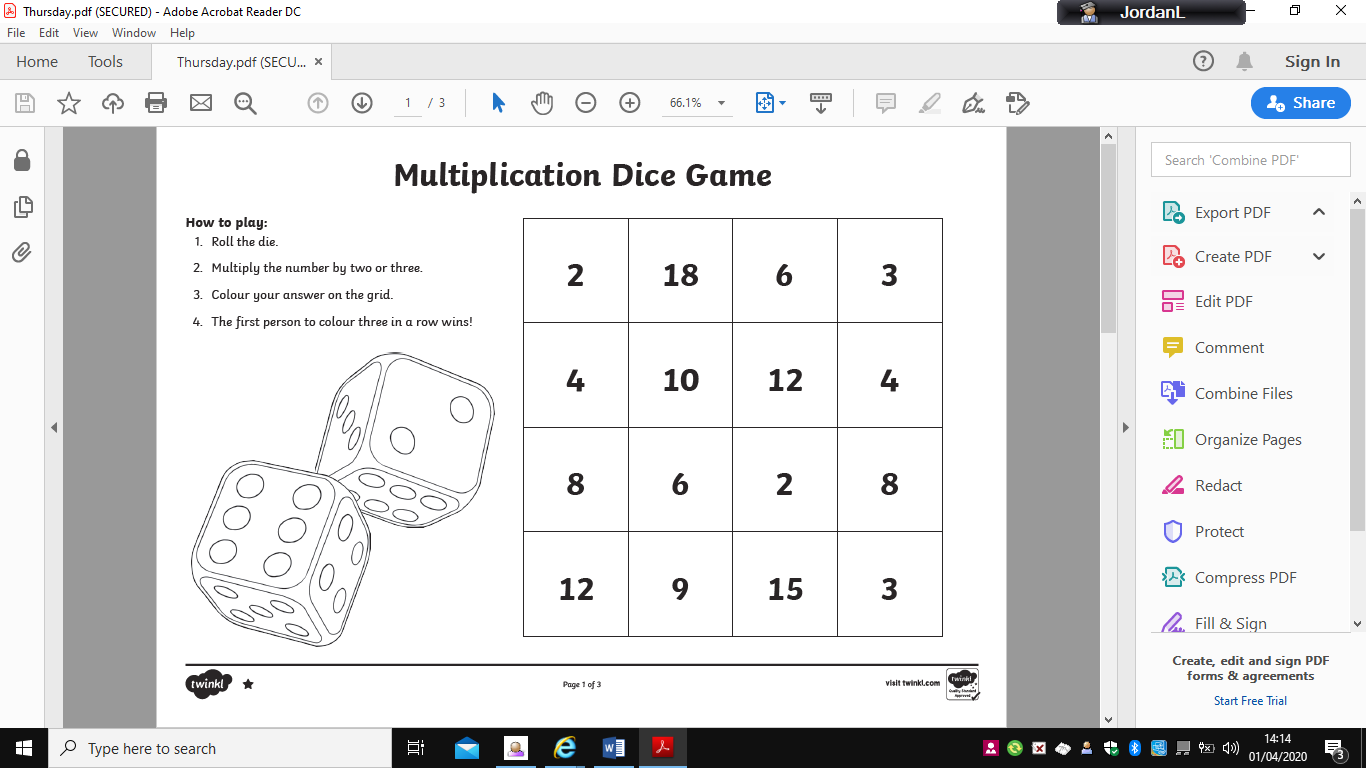 Thursday.pdf (SECURED) - Adobe Acrobat Reader DC
JordanL
File Edit View Window Help
Home Tools Thursday.pdf (SECU... × Sign In
1 / 3 66.1% Share
Multiplication Dice Game
How to play:
1. Roll the die.
2. Multiply the number by two or three.
3. Colour your answer on the grid.
4. The first person to colour three in a row wins!
2 18 6 3
4 10 12 4
8 6 2 8
12 9 15 3
twinkl Page 1 of 3 visit twinkl.com twinkl
Quality Standard
Approved
Search 'Combine PDF'
Export PDF
Create PDF
Edit PDF
Comment
Combine Files
Organize Pages
Redact
Protect
Compress PDF
Fill & Sign
Create, edit and sign PDF
forms & agreements
Start Free Trial
Type here to search
14:14
01/04/2020
3